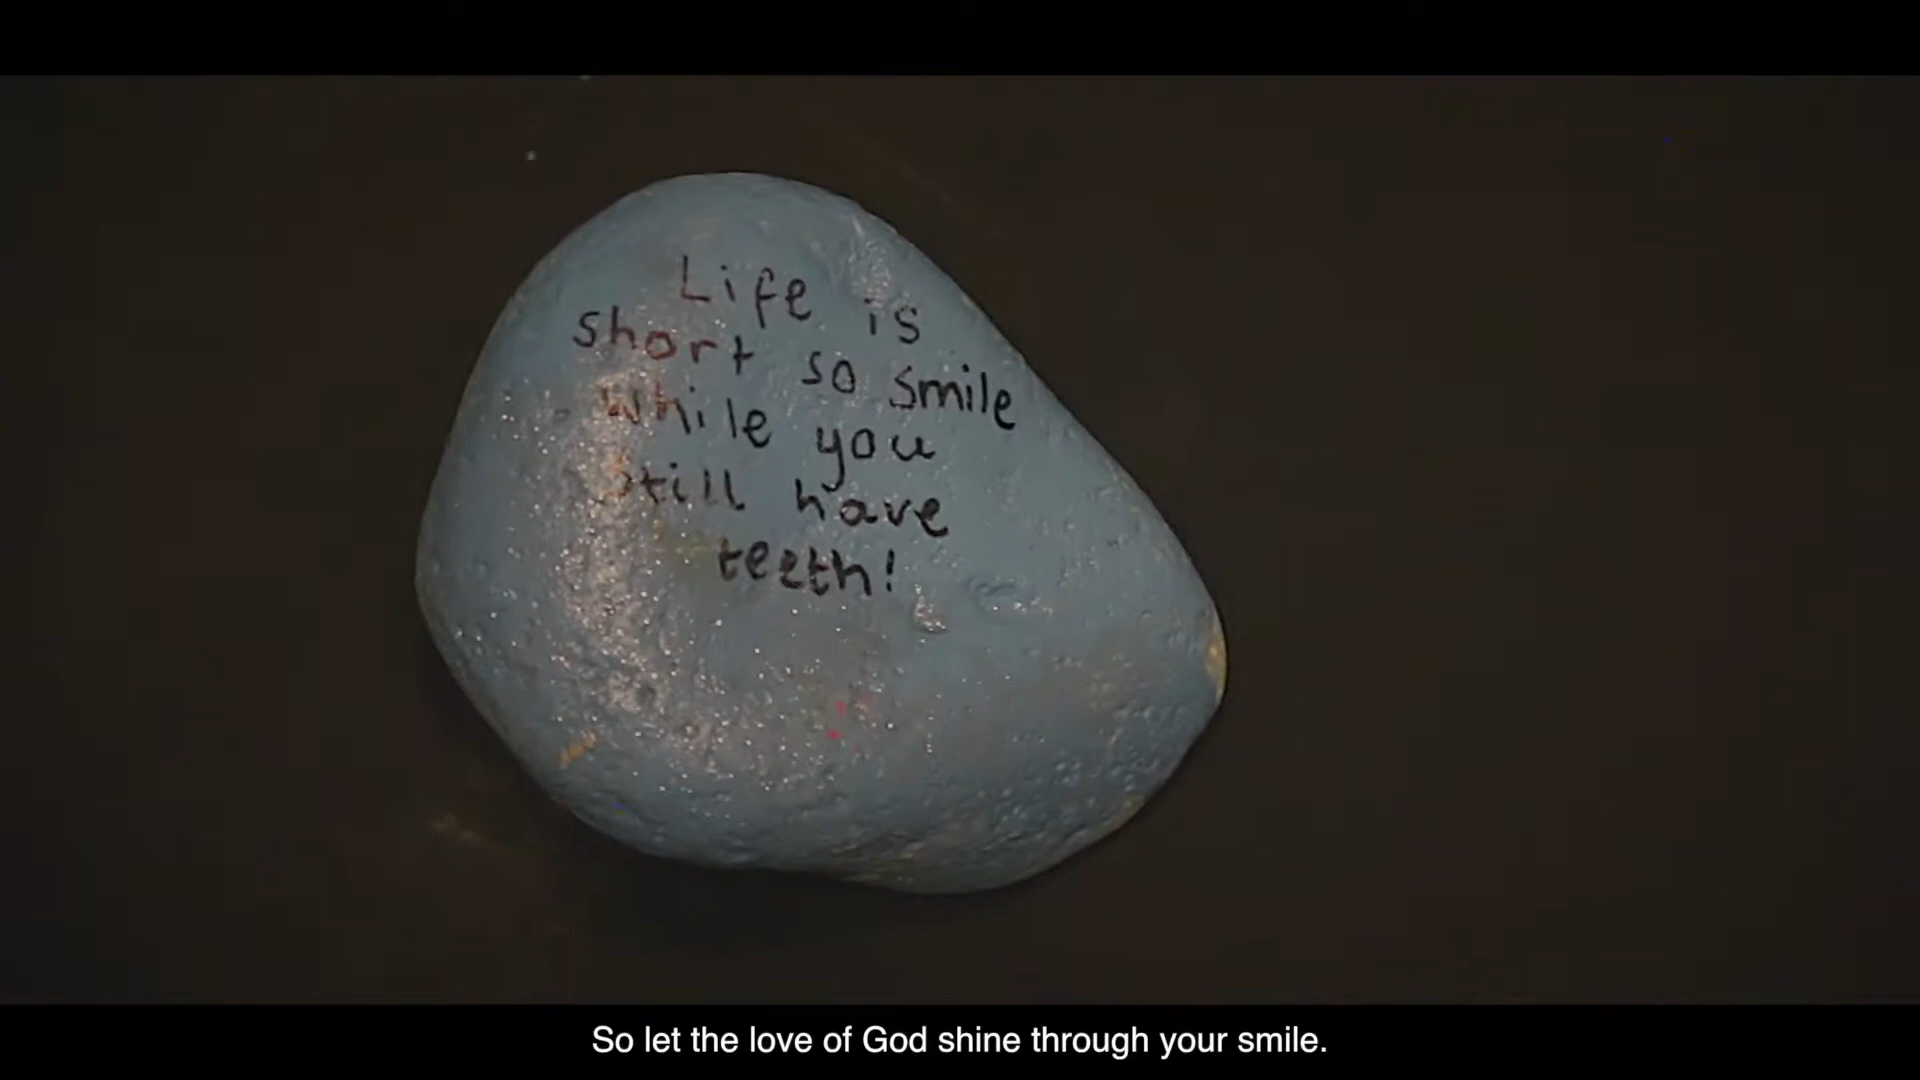 Life is
short so smile
while you
still have
teeth!
So let the love of God shine through your smile.